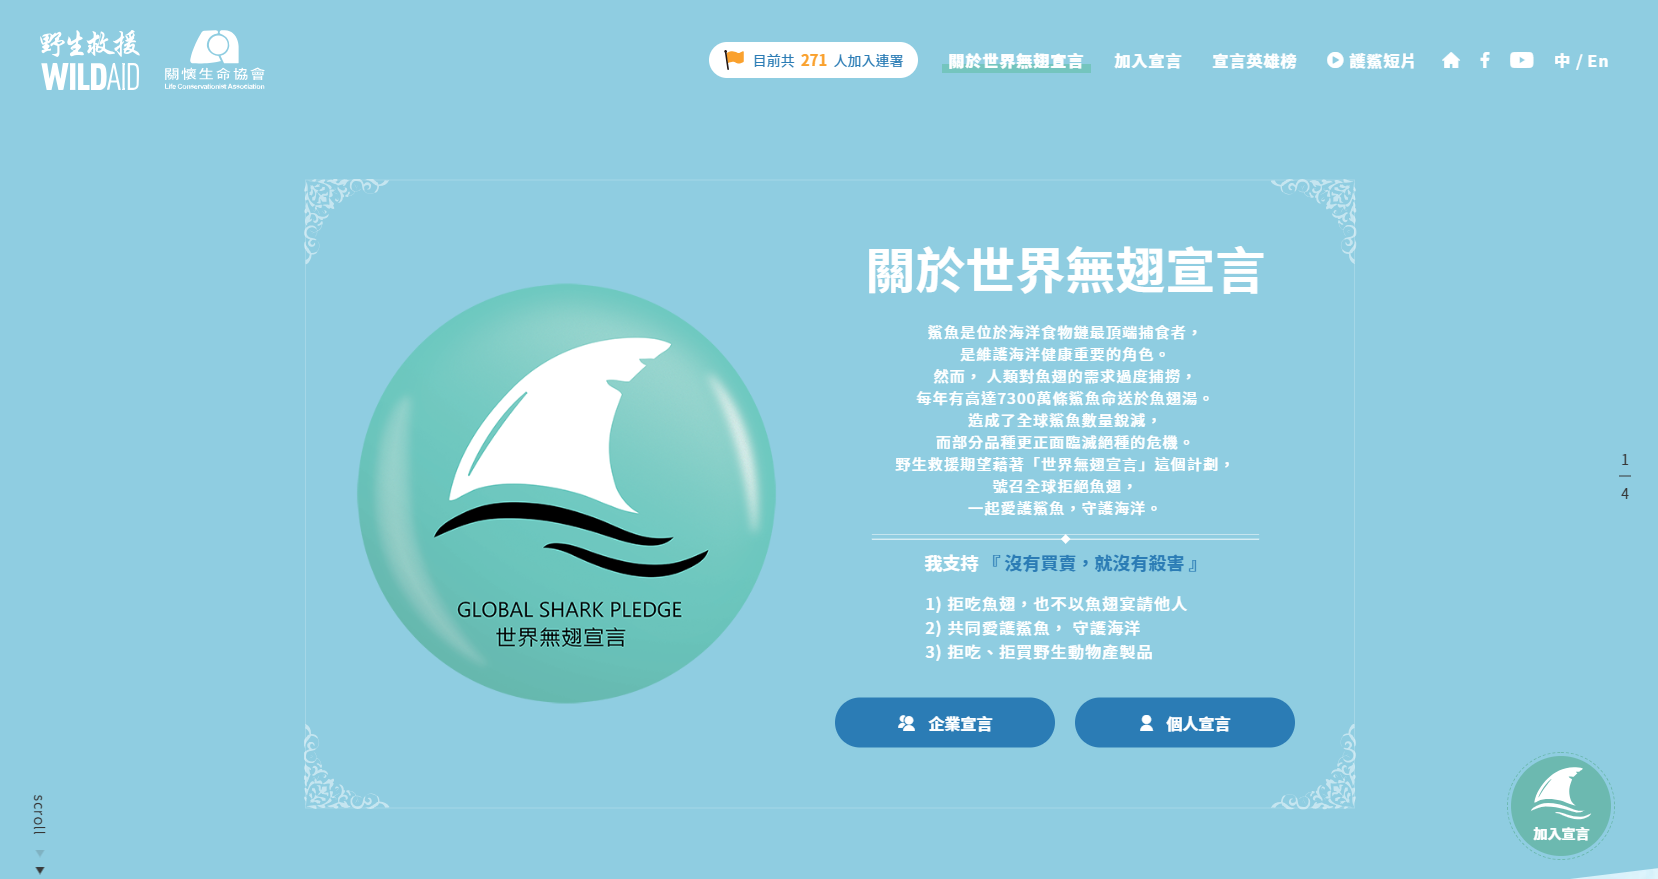 野生救援
WILDAID
關懷生命協會
Life Conservationist Association
目前共 271 人加入連署
關於世界無翅宣言
加入宣言
宣言英雄榜
護鯊短片
中 / En
關於世界無翅宣言
鯊魚是位於海洋食物鏈最頂端捕食者，
是維護海洋健康重要的角色。
然而， 人類對魚翅的需求過度捕撈，
每年有高達7300萬條鯊魚命送於魚翅湯。
造成了全球鯊魚數量銳減，
而部分品種更正面臨滅絕種的危機。
野生救援期望藉著「世界無翅宣言」這個計劃，
號召全球拒絕魚翅，
一起愛護鯊魚，守護海洋。
我支持『 沒有買賣，就沒有殺害 』
1) 拒吃魚翅，也不以魚翅宴請他人
2) 共同愛護鯊魚， 守護海洋
3) 拒吃、拒買野生動物產製品
企業宣言
個人宣言
GLOBAL SHARK PLEDGE
世界無翅宣言
1
4
scroll
加入宣言